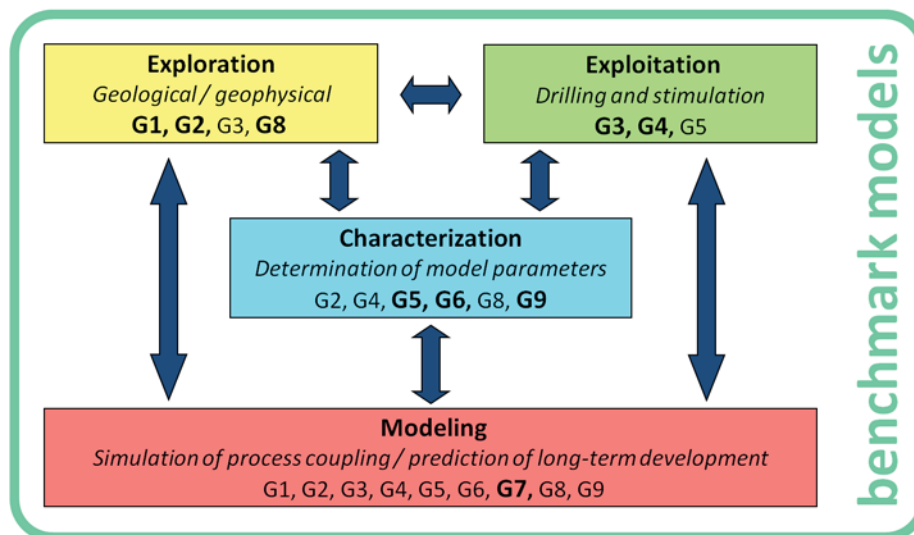 Exploration
Geological / geophysical
G1, G2, G3, G8
Exploitation
Drilling and stimulation
G3, G4, G5
Characterization
Determination of model parameters
G2, G4, G5, G6, G8, G9
Modeling
Simulation of process coupling / prediction of long-term development
G1, G2, G3, G4, G5, G6, G7, G8, G9
benchmark models